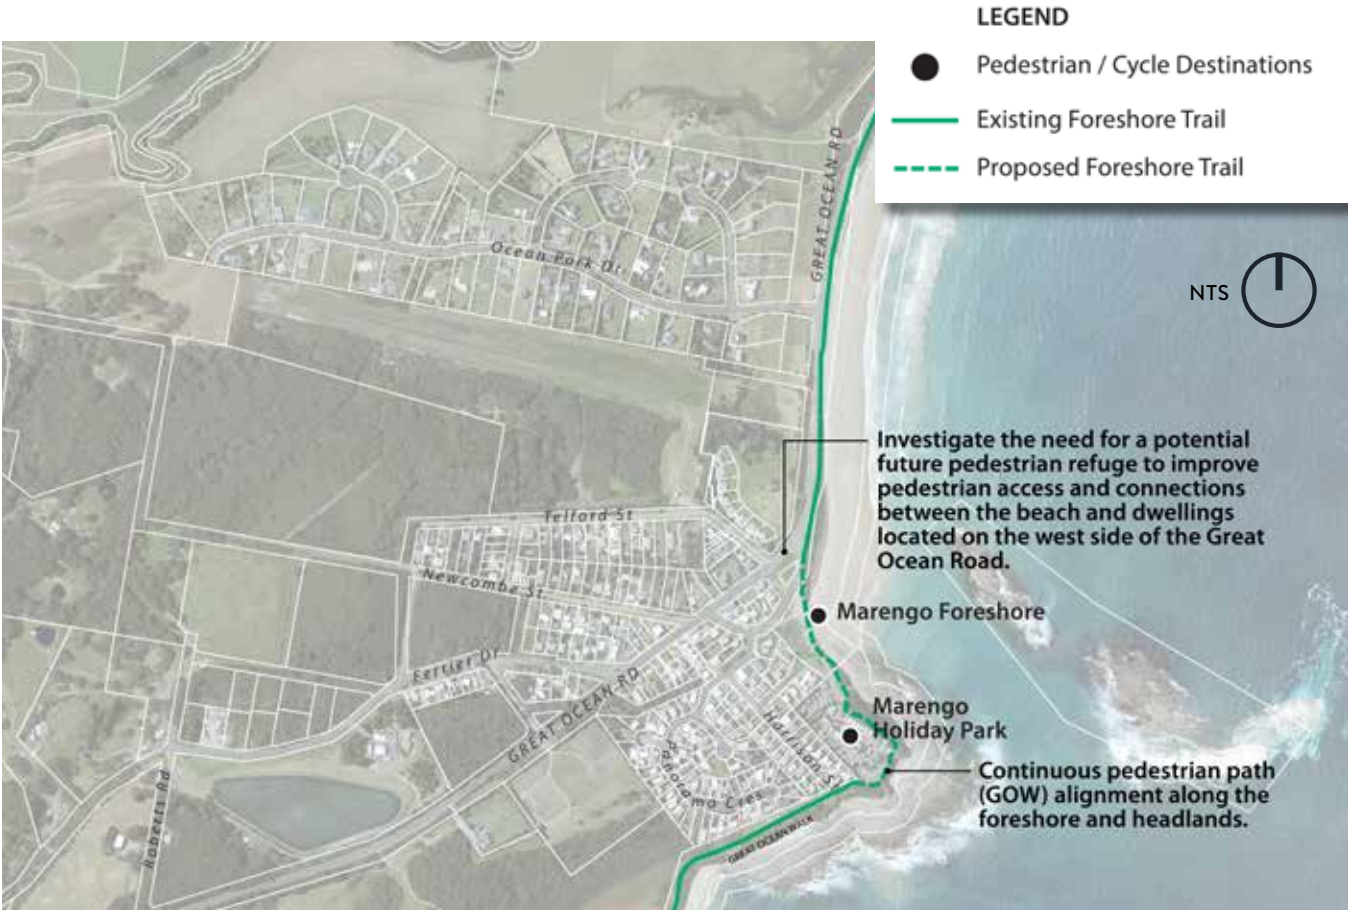 LEGEND
Pedestrian / Cycle Destinations
Existing Foreshore Trail
Proposed Foreshore Trail
GREAT OCEAN RD
NTS
Ocean Park Dr
Investigate the need for a potential
future pedestrian refuge to improve
pedestrian access and connections
between the beach and dwellings
located on the west side of the Great
Ocean Road.
Telford St
Newcombe St
Marengo Foreshore
Ferrier Dr
GREAT OCEAN RD
Marengo
Holiday Park
Harrison St
Panorama Cres
Roberts Rd
Continuous pedestrian path
(GOW) alignment along the
foreshore and headlands.
GREAT OCEAN WALK